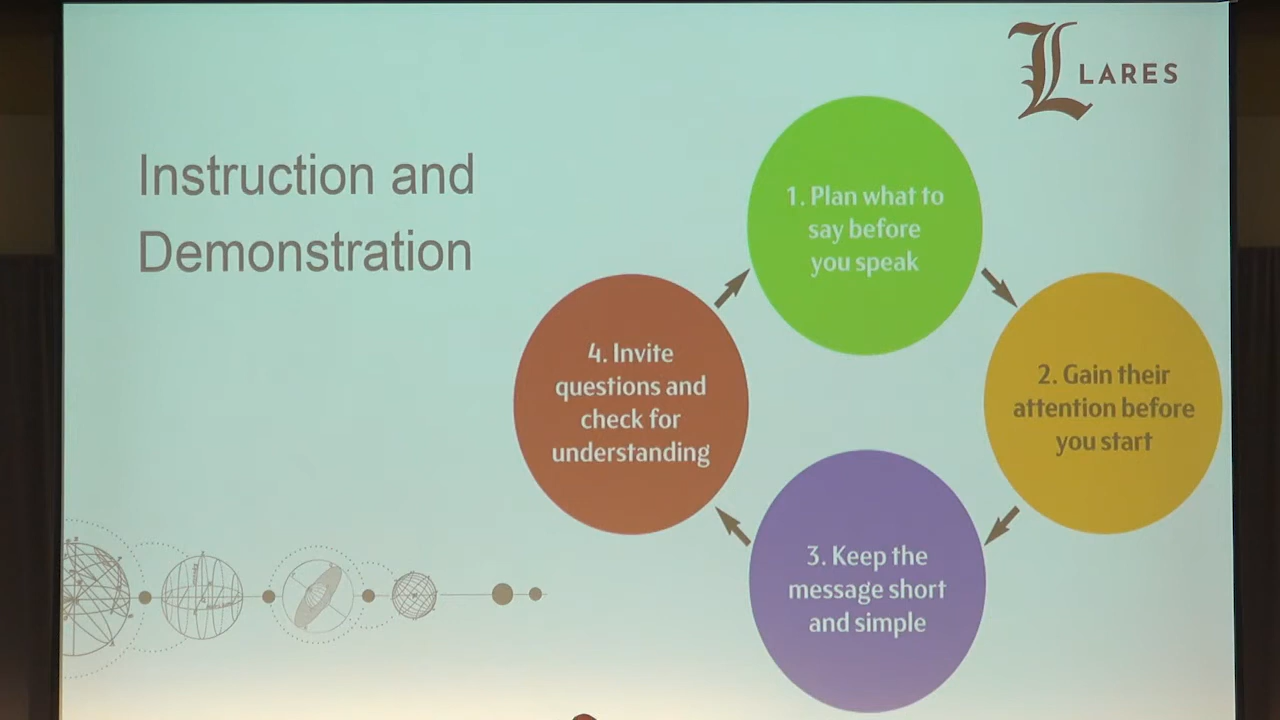 L LARES
Instruction and
Demonstration
1. Plan what to
say before
you speak
2. Gain their
attention before
you start
3. Keep the
message short
and simple
4. Invite
questions and
check for
understanding